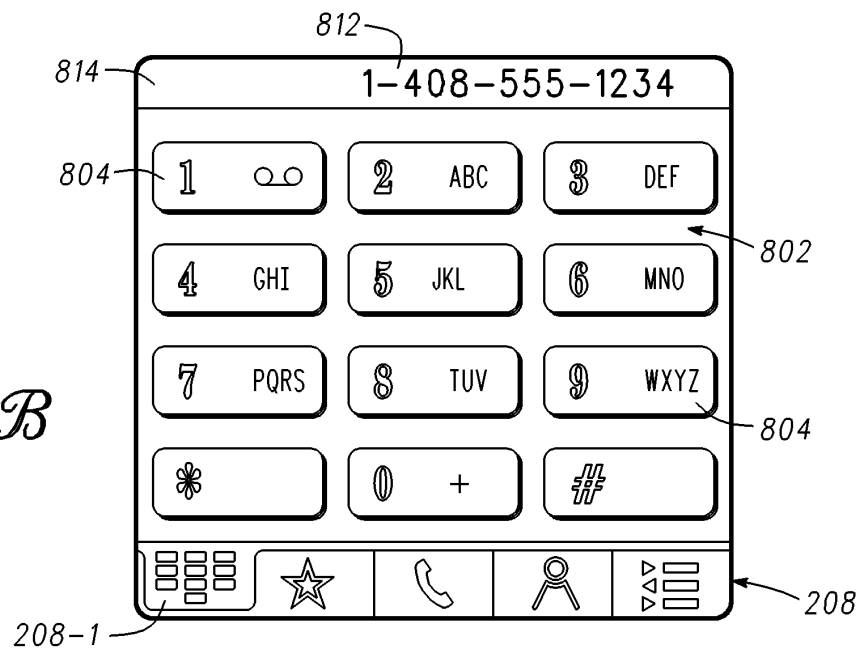 812
814
1-408-555-1234
804
1
2 ABC
3 DEF
802
4 GHI
5 JKL
6 MNO
7 PQRS
8 TUV
9 WXYZ
B
804
*
0 +
#
208
208-1